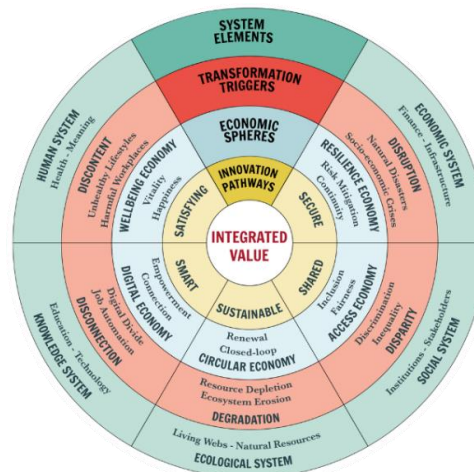 SYSTEM
ELEMENTS
TRANSFORMATION
TRIGGERS
ECONOMIC
SPHERES
INNOVATION
PATHWAYS
INTEGRATED
VALUE
ECONOMIC SYSTEM
Finance - Infrastructure
DISRUPTION
Natural Disasters
Socio-economic Crises
RESILIENCE ECONOMY
Risk Mitigation
Continuity
SECURE
SHARED
Inclusion
Fairness
ACCESS ECONOMY
Discrimination
Inequality
DISPARITY
Institutions - Stakeholders
SOCIAL SYSTEM
SUSTAINABLE
Renewal
Closed-loop
CIRCULAR ECONOMY
Resource Depletion
Ecosystem Erosion
DEGRADATION
Living Webs - Natural Resources
ECOLOGICAL SYSTEM
SMART
Empowerment
Connection
DIGITAL ECONOMY
Digital Divide
Job Automation
DISCONNECTION
Education - Technology
KNOWLEDGE SYSTEM
HUMAN SYSTEM
Health - Meaning
DISCONTENT
Unhealthy Lifestyles
Harmful Workplaces
WELLBEING ECONOMY
Vitality
Happiness
SATISFYING